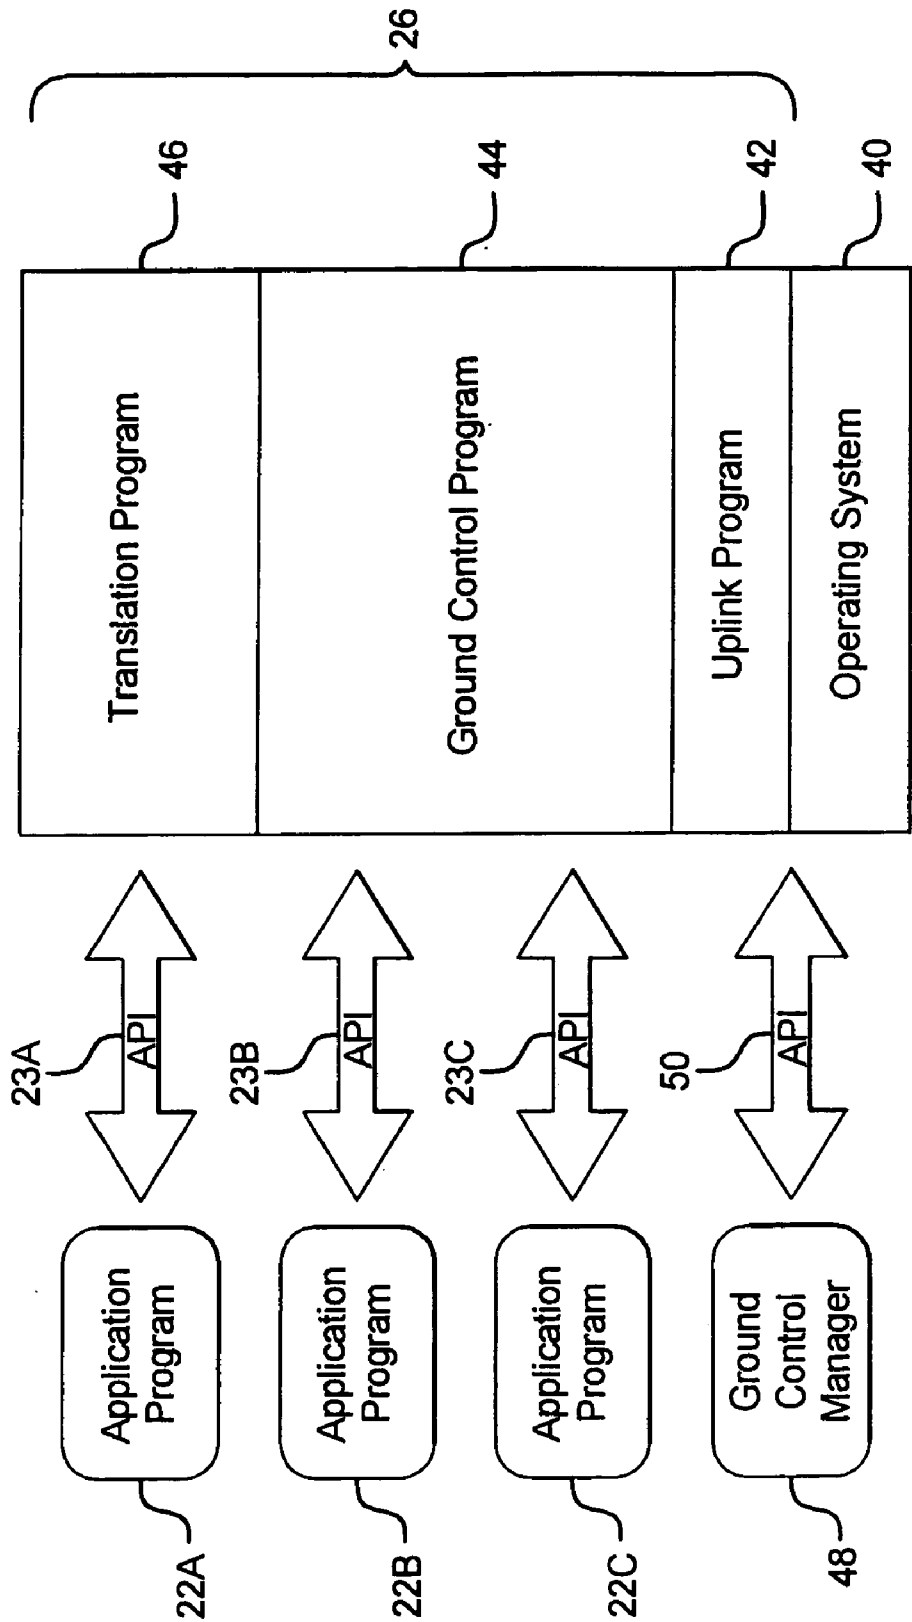 22A
Application
Program
23A
API
22B
Application
Program
23B
API
22C
Application
Program
23C
API
48
Ground
Control
Manager
50
API
Translation Program
46
Ground Control Program
44
Uplink Program
42
Operating System
40
26